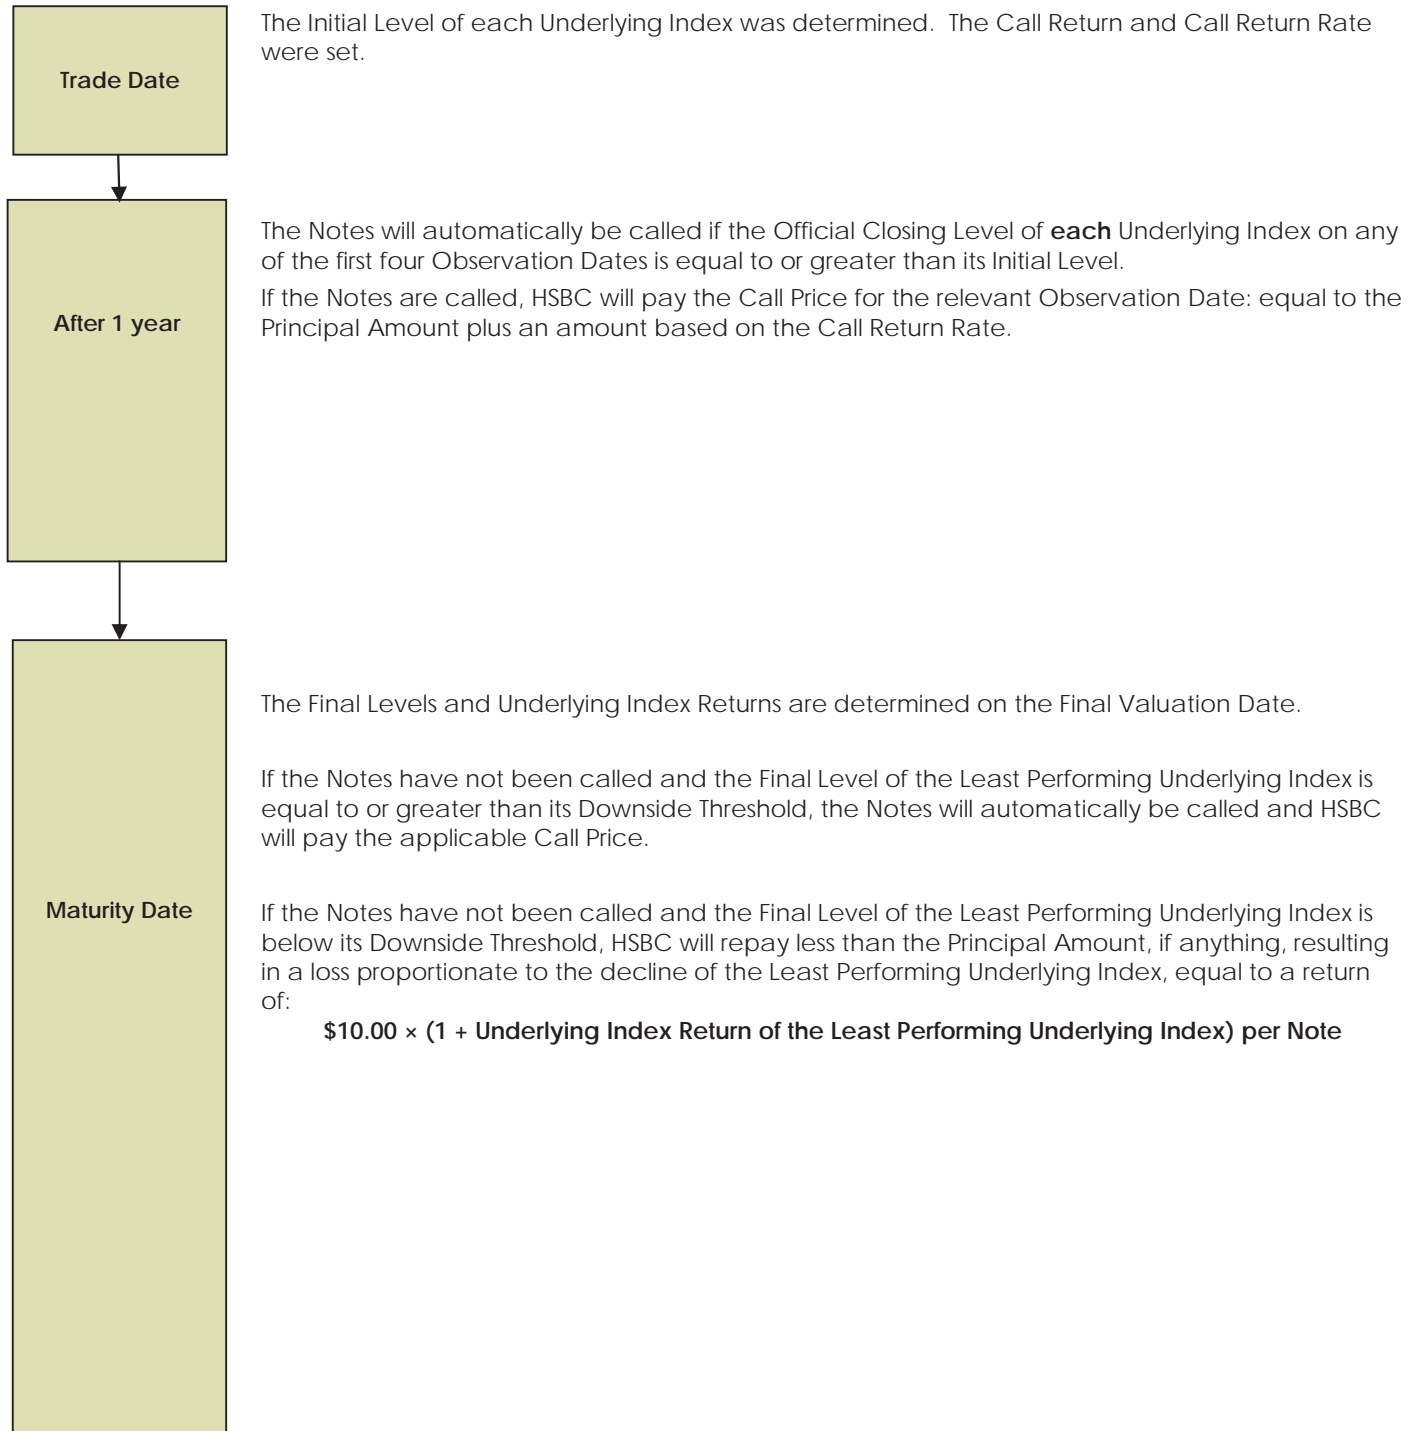 The Initial Level of each Underlying Index was determined.  The Call Return and Call Return Rate
were set.
Trade Date
The Notes will automatically be called if the Official Closing Level of each Underlying Index on any
of the first four Observation Dates is equal to or greater than its Initial Level.
If the Notes are called, HSBC will pay the Call Price for the relevant Observation Date: equal to the
Principal Amount plus an amount based on the Call Return Rate.
After 1 year
The Final Levels and Underlying Index Returns are determined on the Final Valuation Date.
If the Notes have not been called and the Final Level of the Least Performing Underlying Index is
equal to or greater than its Downside Threshold, the Notes will automatically be called and HSBC
will pay the applicable Call Price.
Maturity Date
If the Notes have not been called and the Final Level of the Least Performing Underlying Index is
below its Downside Threshold, HSBC will repay less than the Principal Amount, if anything, resulting
in a loss proportionate to the decline of the Least Performing Underlying Index, equal to a return
of:
$10.00 × (1 + Underlying Index Return of the Least Performing Underlying Index) per Note